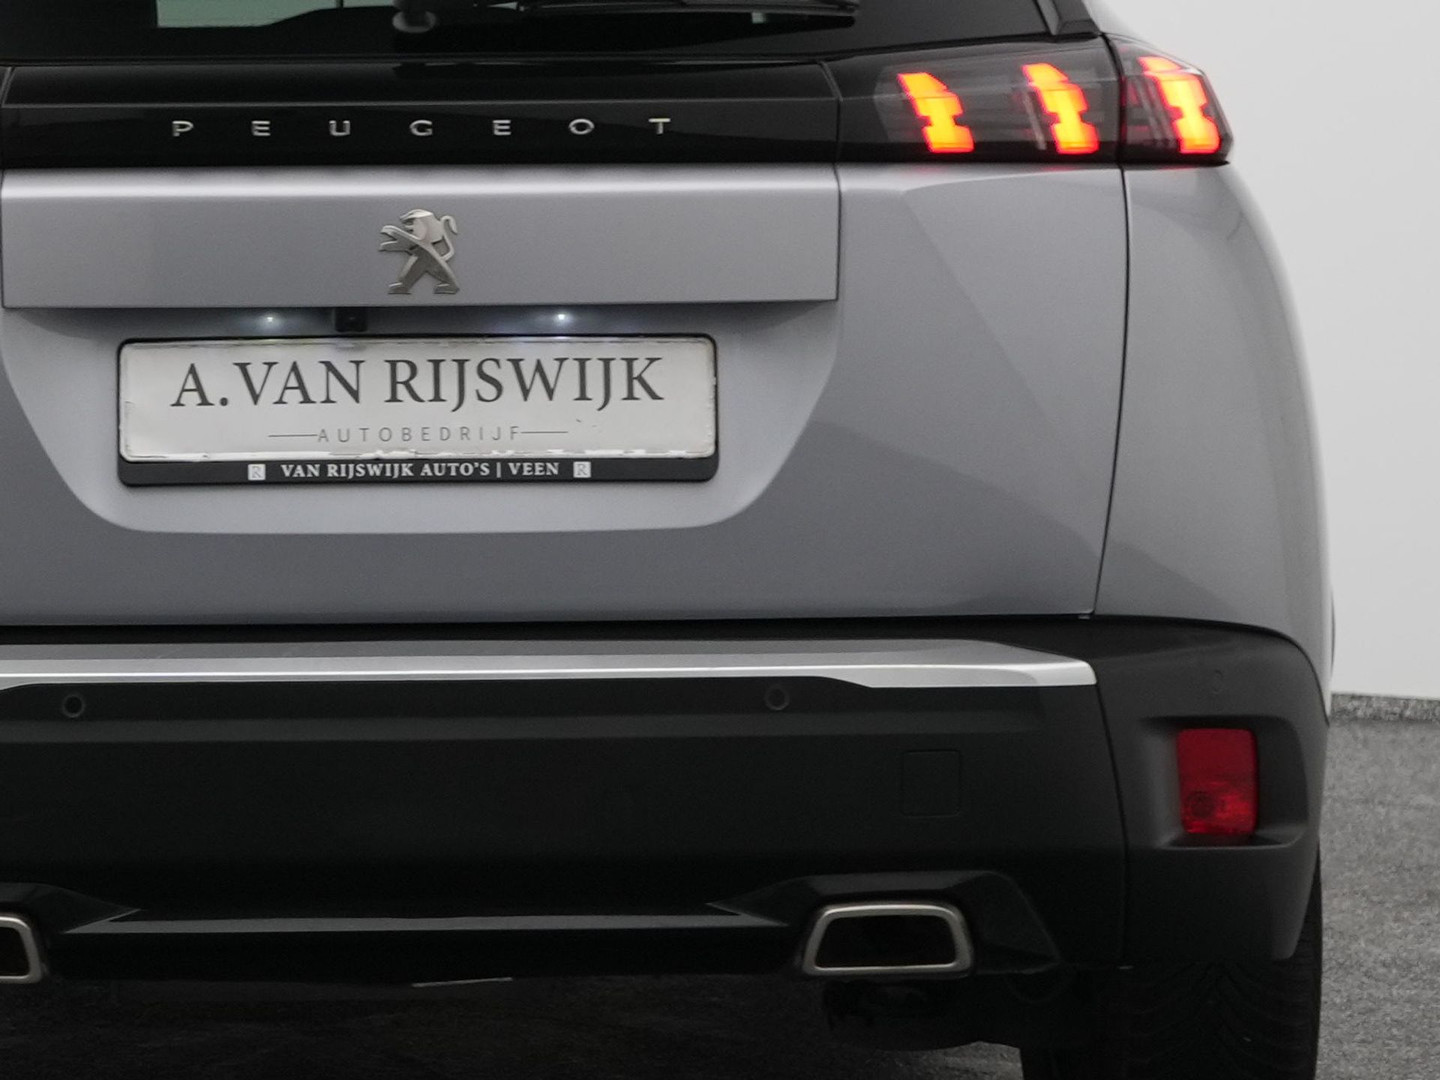 PEUGEOT
A. VAN RIJSWIJK
AUTOBEDRIJF
R VAN RIJSWIJK AUTO'S | VEEN R